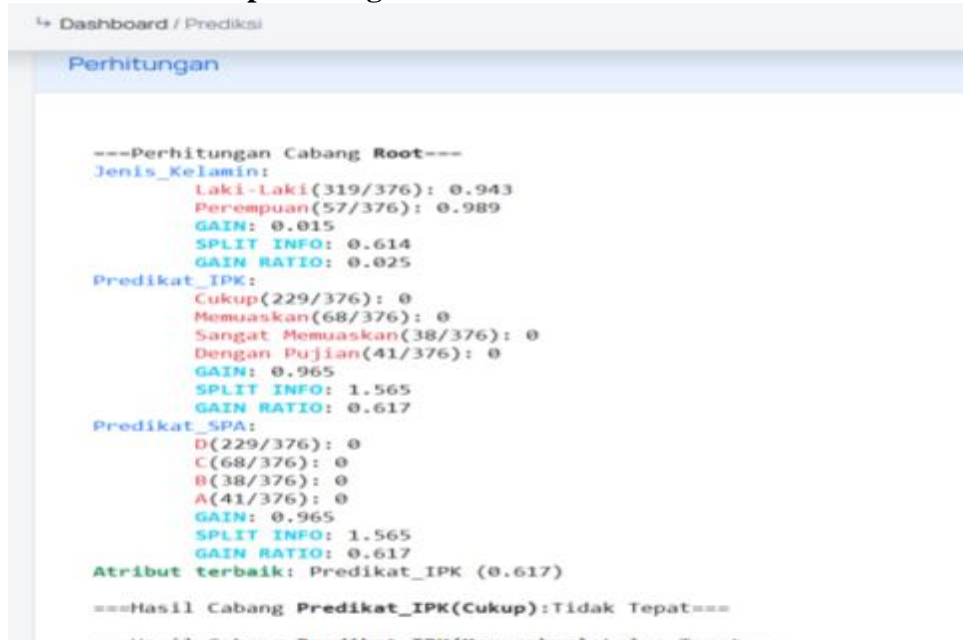 ↳ Dashboard / Prediksi
Perhitungan
===Perhitungan Cabang Root===
Jenis_Kelamin:
Laki-Laki(319/376): 0.943
Perempuan(57/376): 0.989
GAIN: 0.015
SPLIT INFO: 0.614
GAIN RATIO: 0.025
Predikat_IPK:
Cukup(229/376): 0
Memuaskan(68/376): 0
Sangat Memuaskan(38/376): 0
Dengan Pujian(41/376): 0
GAIN: 0.965
SPLIT INFO: 1.565
GAIN RATIO: 0.617
Predikat_SPA:
D(229/376): 0
C(68/376): 0
B(38/376): 0
A(41/376): 0
GAIN: 0.965
SPLIT INFO: 1.565
GAIN RATIO: 0.617
Atribut terbaik: Predikat_IPK (0.617)
===Hasil Cabang Predikat_IPK(Cukup):Tidak Tepat===